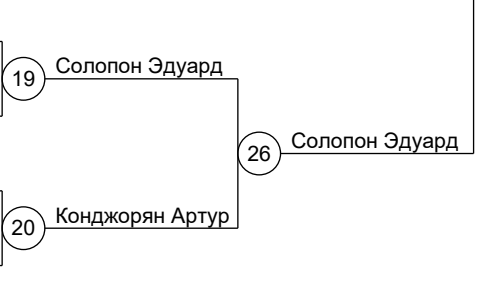 19 Солопон Эдуард
26 Солопон Эдуард
20 Конджорян Артур